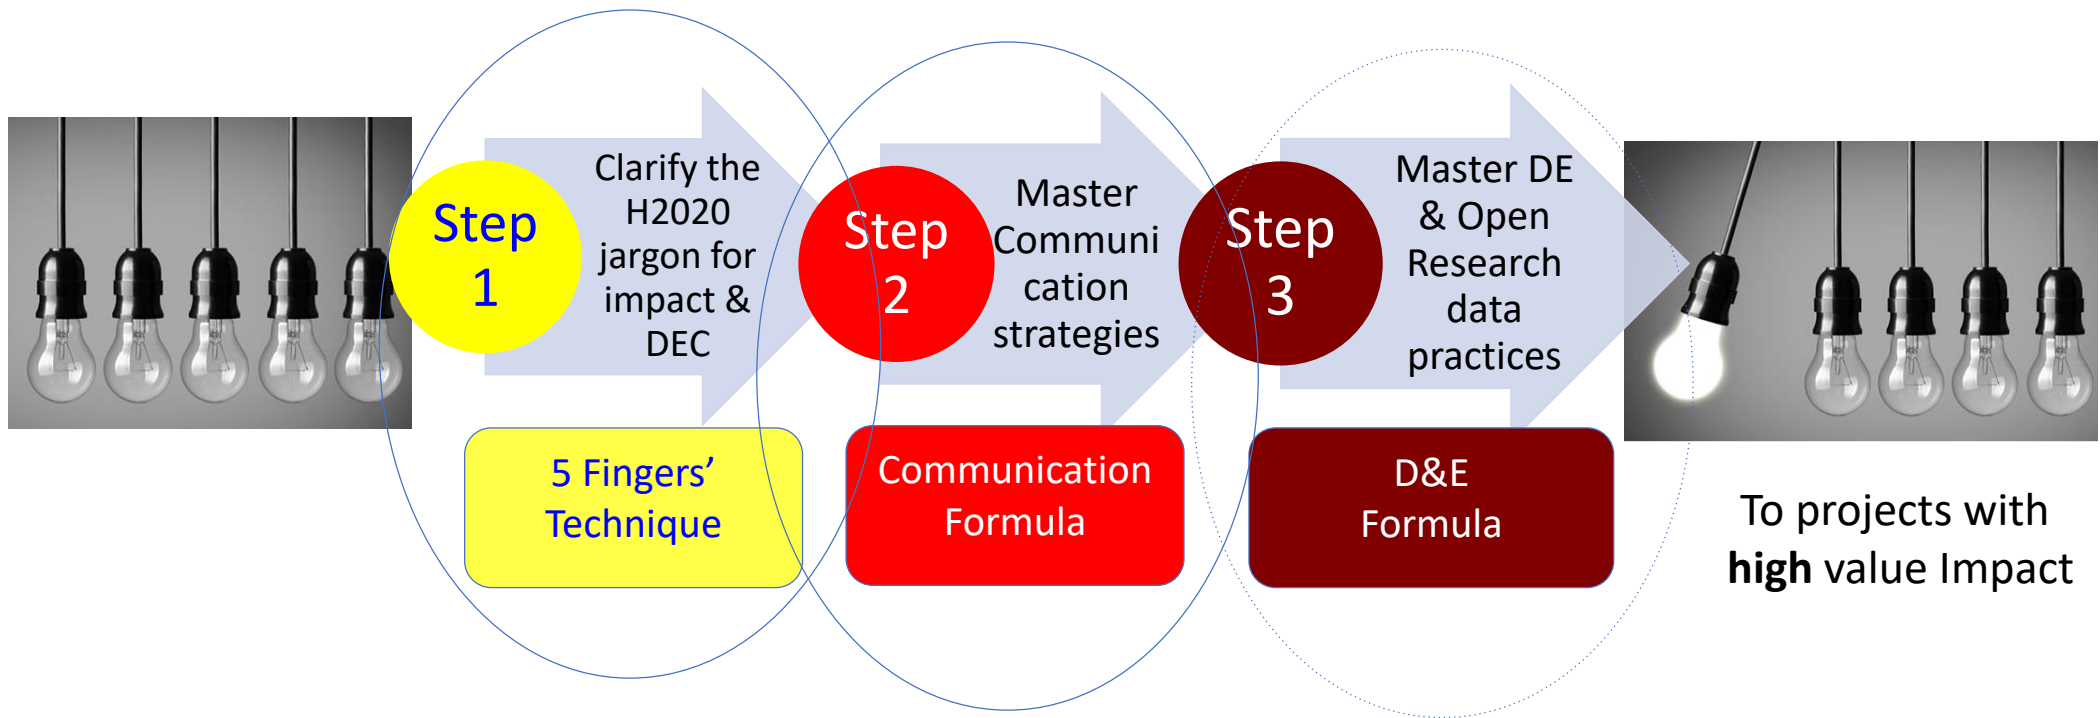 Step
1
Clarify the
H2020
jargon for
impact &
DEC
5 Fingers’
Technique
Step
2
Master
Communi
cation
strategies
Communication
Formula
Step
3
Master DE
& Open
Research
data
practices
D&E
Formula
To projects with
high value Impact